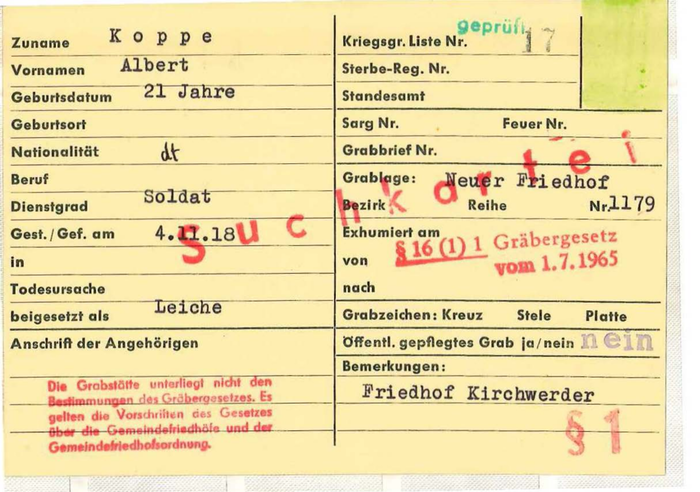 geprüft
Zuname Koppe
Vornamen Albert
Geburtsdatum 21 Jahre
Geburtsort
Nationalität dt
Beruf
Dienstgrad Soldat
Gest./Gef. am 4.11.18
in
Todesursache
beigesetzt als Leiche
Anschrift der Angehörigen
Die Grabstätte unterliegt nicht den
Bestimmungen des Gräbergesetzes. Es
gelten die Vorschriften des Gesetzes
über die Gemeindefriedhöfe und der
Gemeindefriedhofsordnung.
Suchkartei
Kriegsgr. Liste Nr. 17
Sterbe-Reg. Nr.
Standesamt
Sarg Nr. Feuer Nr.
Grabbrief Nr.
Grablage: Neuer Friedhof
Bezirk Reihe Nr. 1179
Exhumiert am
§ 16 (1) 1 Gräbergesetz
von vom 1.7.1965
nach
Grabzeichen: Kreuz Stele Platte
Öffentl. gepflegtes Grab ja/nein nein
Bemerkungen:
Friedhof Kirchwerder
§ 1